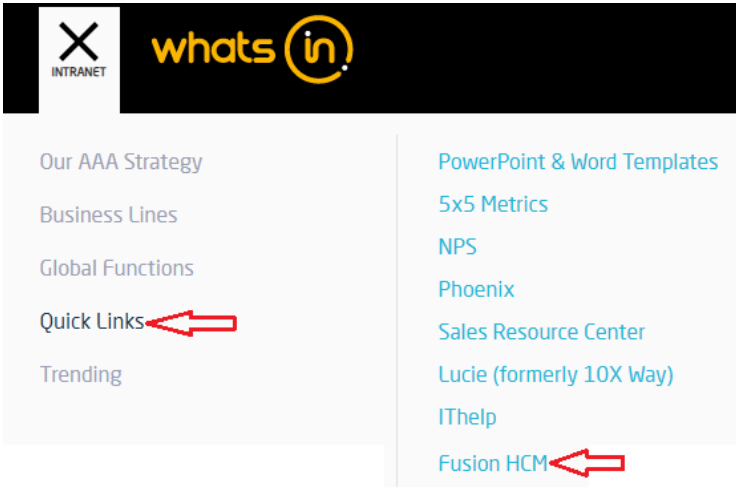 INTRANET
whats in
Our AAA Strategy
Business Lines
Global Functions
Quick Links
Trending
PowerPoint & Word Templates
5x5 Metrics
NPS
Phoenix
Sales Resource Center
Lucie (formerly 10X Way)
IThelp
Fusion HCM